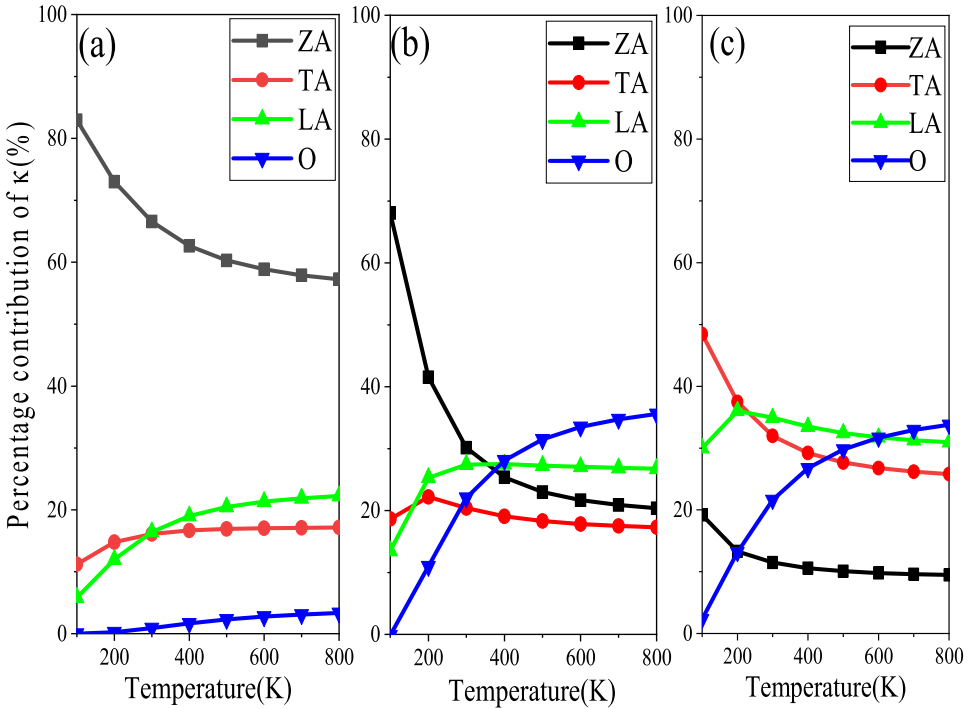 Percentage contribution of κ(%)
(a)
ZA
TA
LA
O
100
80
60
40
20
0
200 400 600 800
Temperature(K)
(b)
ZA
TA
LA
O
100
80
60
40
20
0
200 400 600 800
Temperature(K)
(c)
ZA
TA
LA
O
100
80
60
40
20
0
200 400 600 800
Temperature(K)